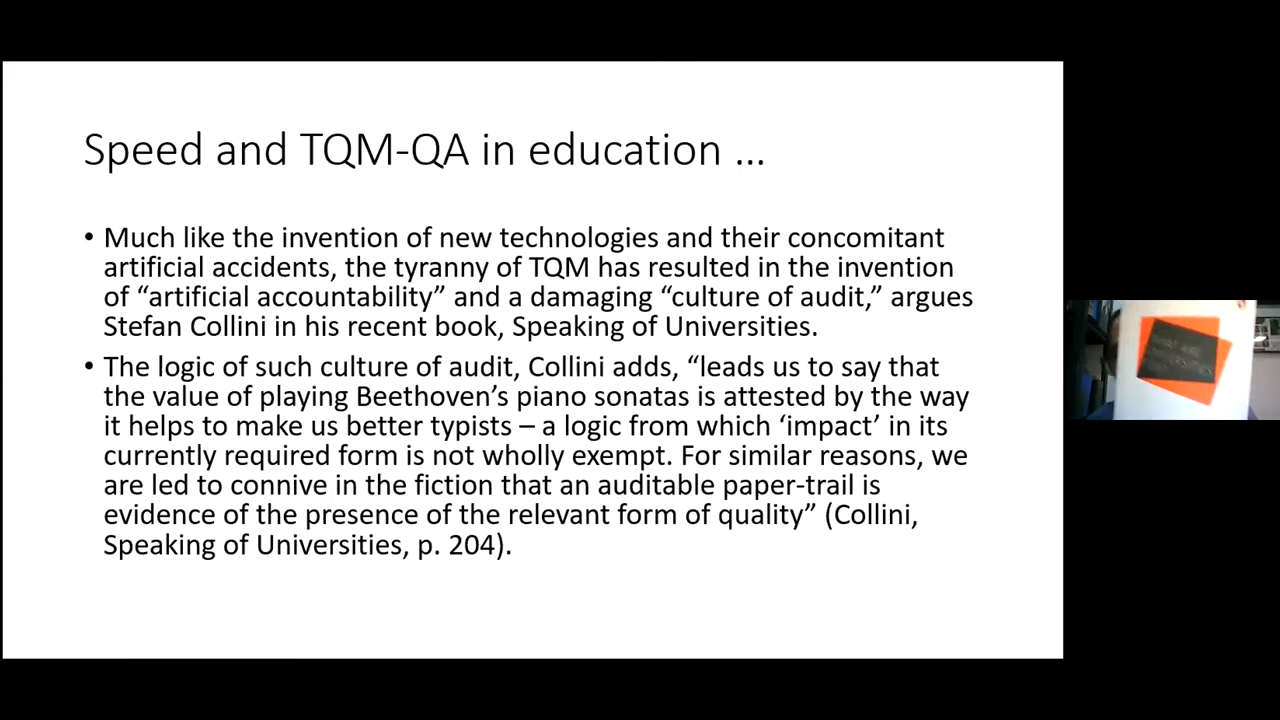 Speed and TQM-QA in education ...
• Much like the invention of new technologies and their concomitant
artificial accidents, the tyranny of TQM has resulted in the invention
of “artificial accountability” and a damaging “culture of audit,” argues
Stefan Collini in his recent book, Speaking of Universities.
• The logic of such culture of audit, Collini adds, “leads us to say that
the value of playing Beethoven’s piano sonatas is attested by the way
it helps to make us better typists – a logic from which ‘impact’ in its
currently required form is not wholly exempt. For similar reasons, we
are led to connive in the fiction that an auditable paper-trail is
evidence of the presence of the relevant form of quality” (Collini,
Speaking of Universities, p. 204).